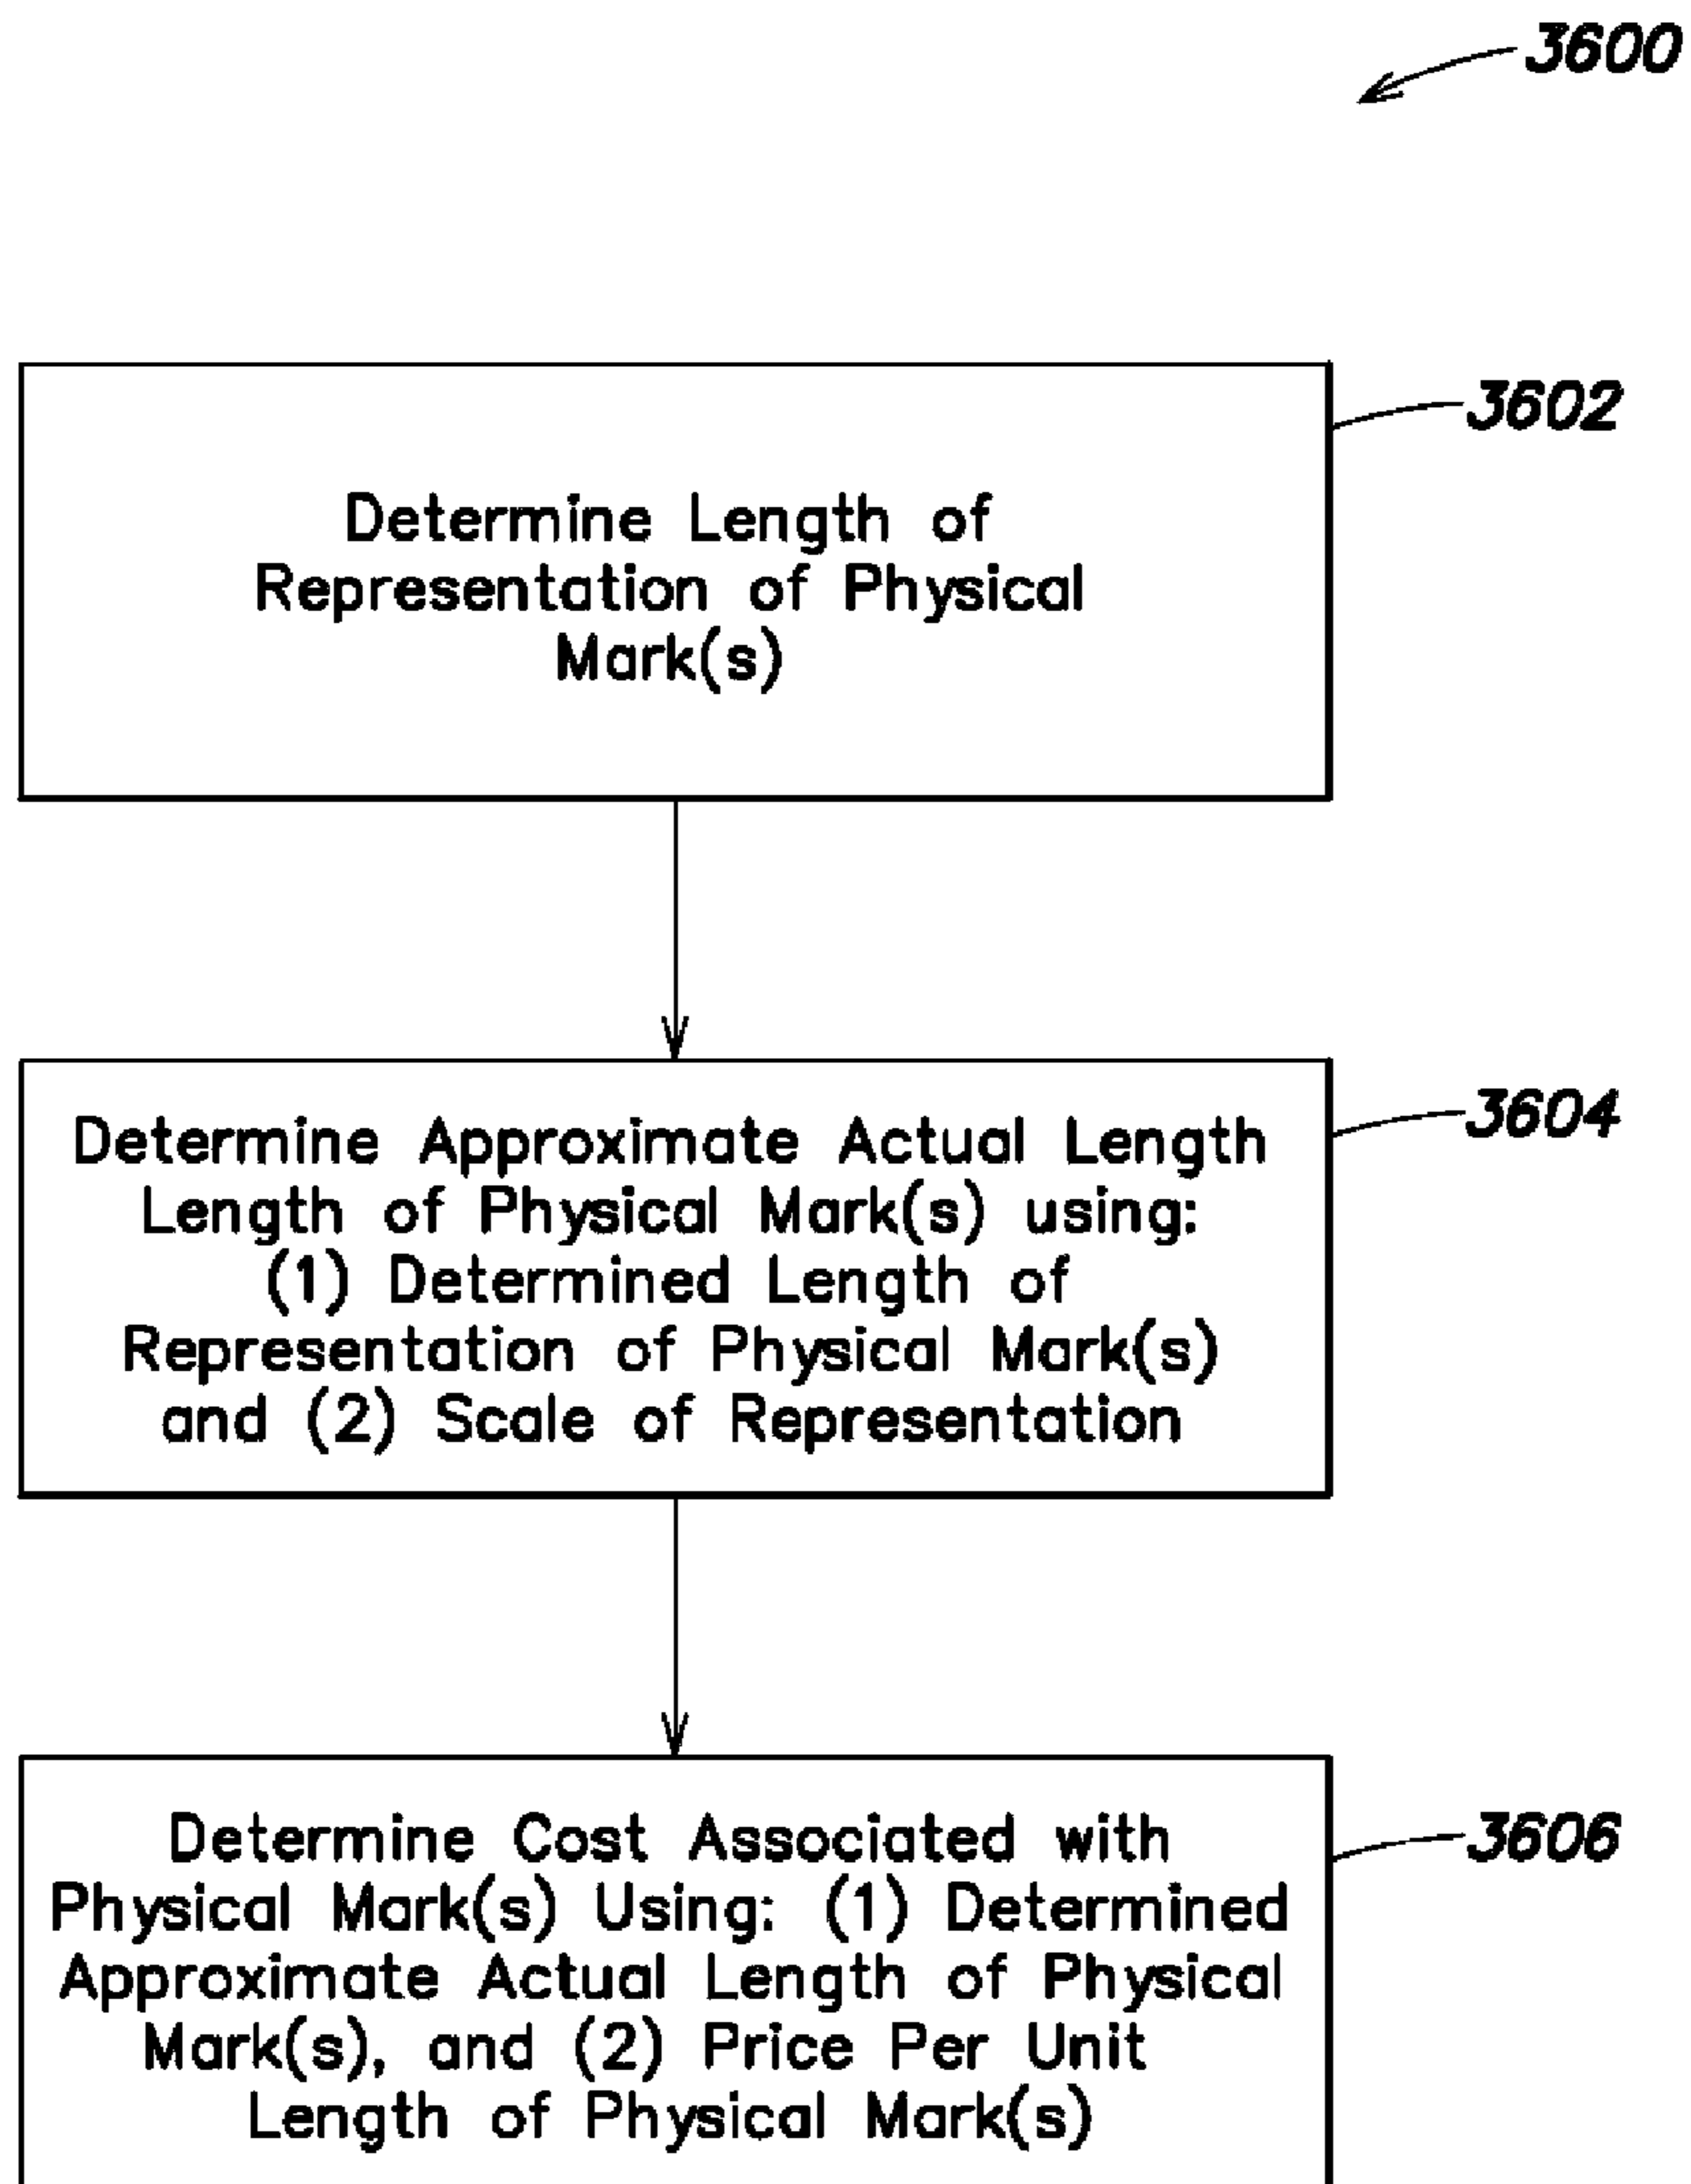 3600
3602
Determine Length of
Representation of Physical
Mark(s)
3604
Determine Approximate Actual Length
Length of Physical Mark(s) using:
(1) Determined Length of
Representation of Physical Mark(s)
and (2) Scale of Representation
3606
Determine Cost Associated with
Physical Mark(s) Using: (1) Determined
Approximate Actual Length of Physical
Mark(s), and (2) Price Per Unit
Length of Physical Mark(s)